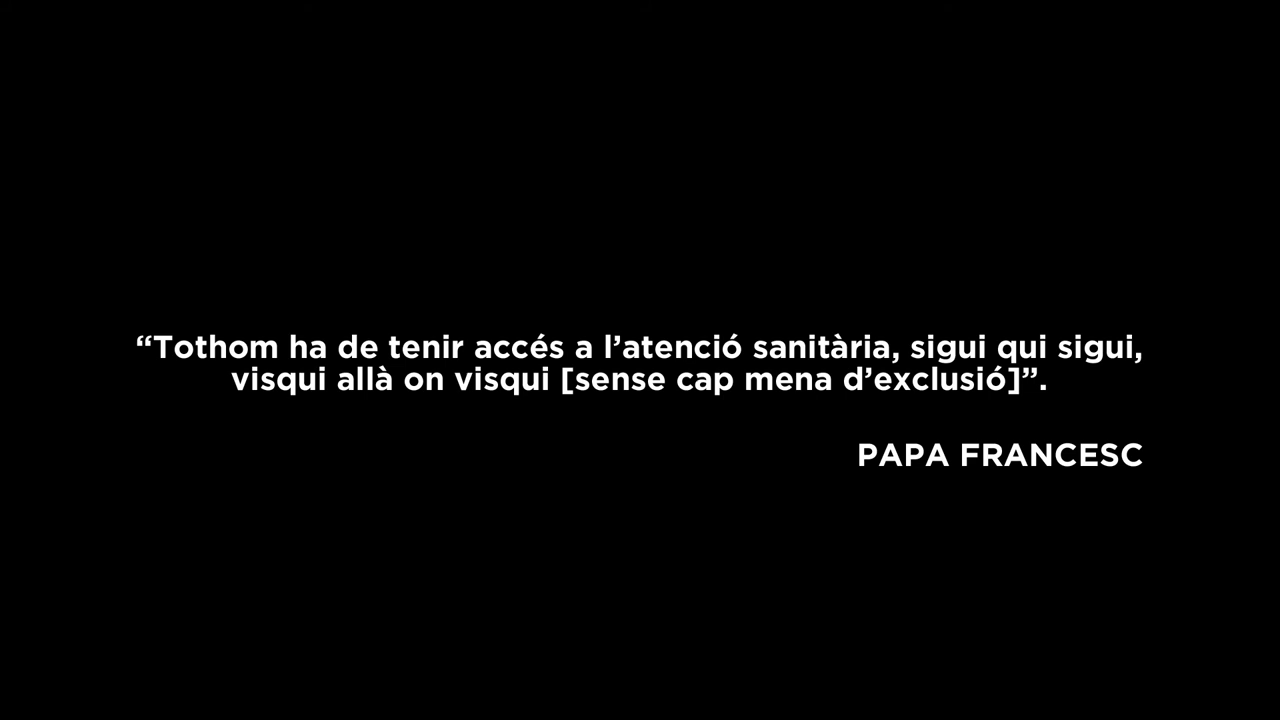 “Tothom ha de tenir accés a l’atenció sanitària, sigui qui sigui,
visqui allà on visqui [sense cap mena d’exclusió]”.
PAPA FRANCESC